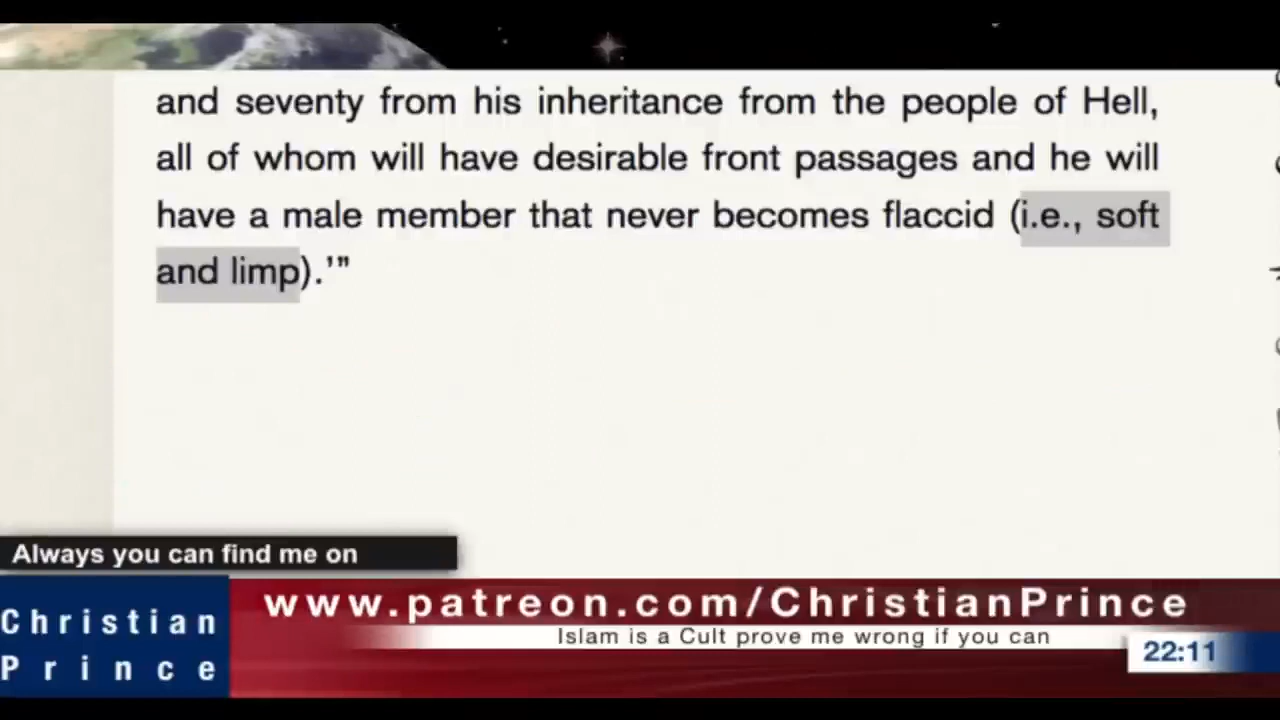 and seventy from his inheritance from the people of Hell,
all of whom will have desirable front passages and he will
have a male member that never becomes flaccid (i.e., soft
and limp).'"
Always you can find me on
Christian
Prince
www.patreon.com/ChristianPrince
Islam is a Cult prove me wrong if you can
22:11